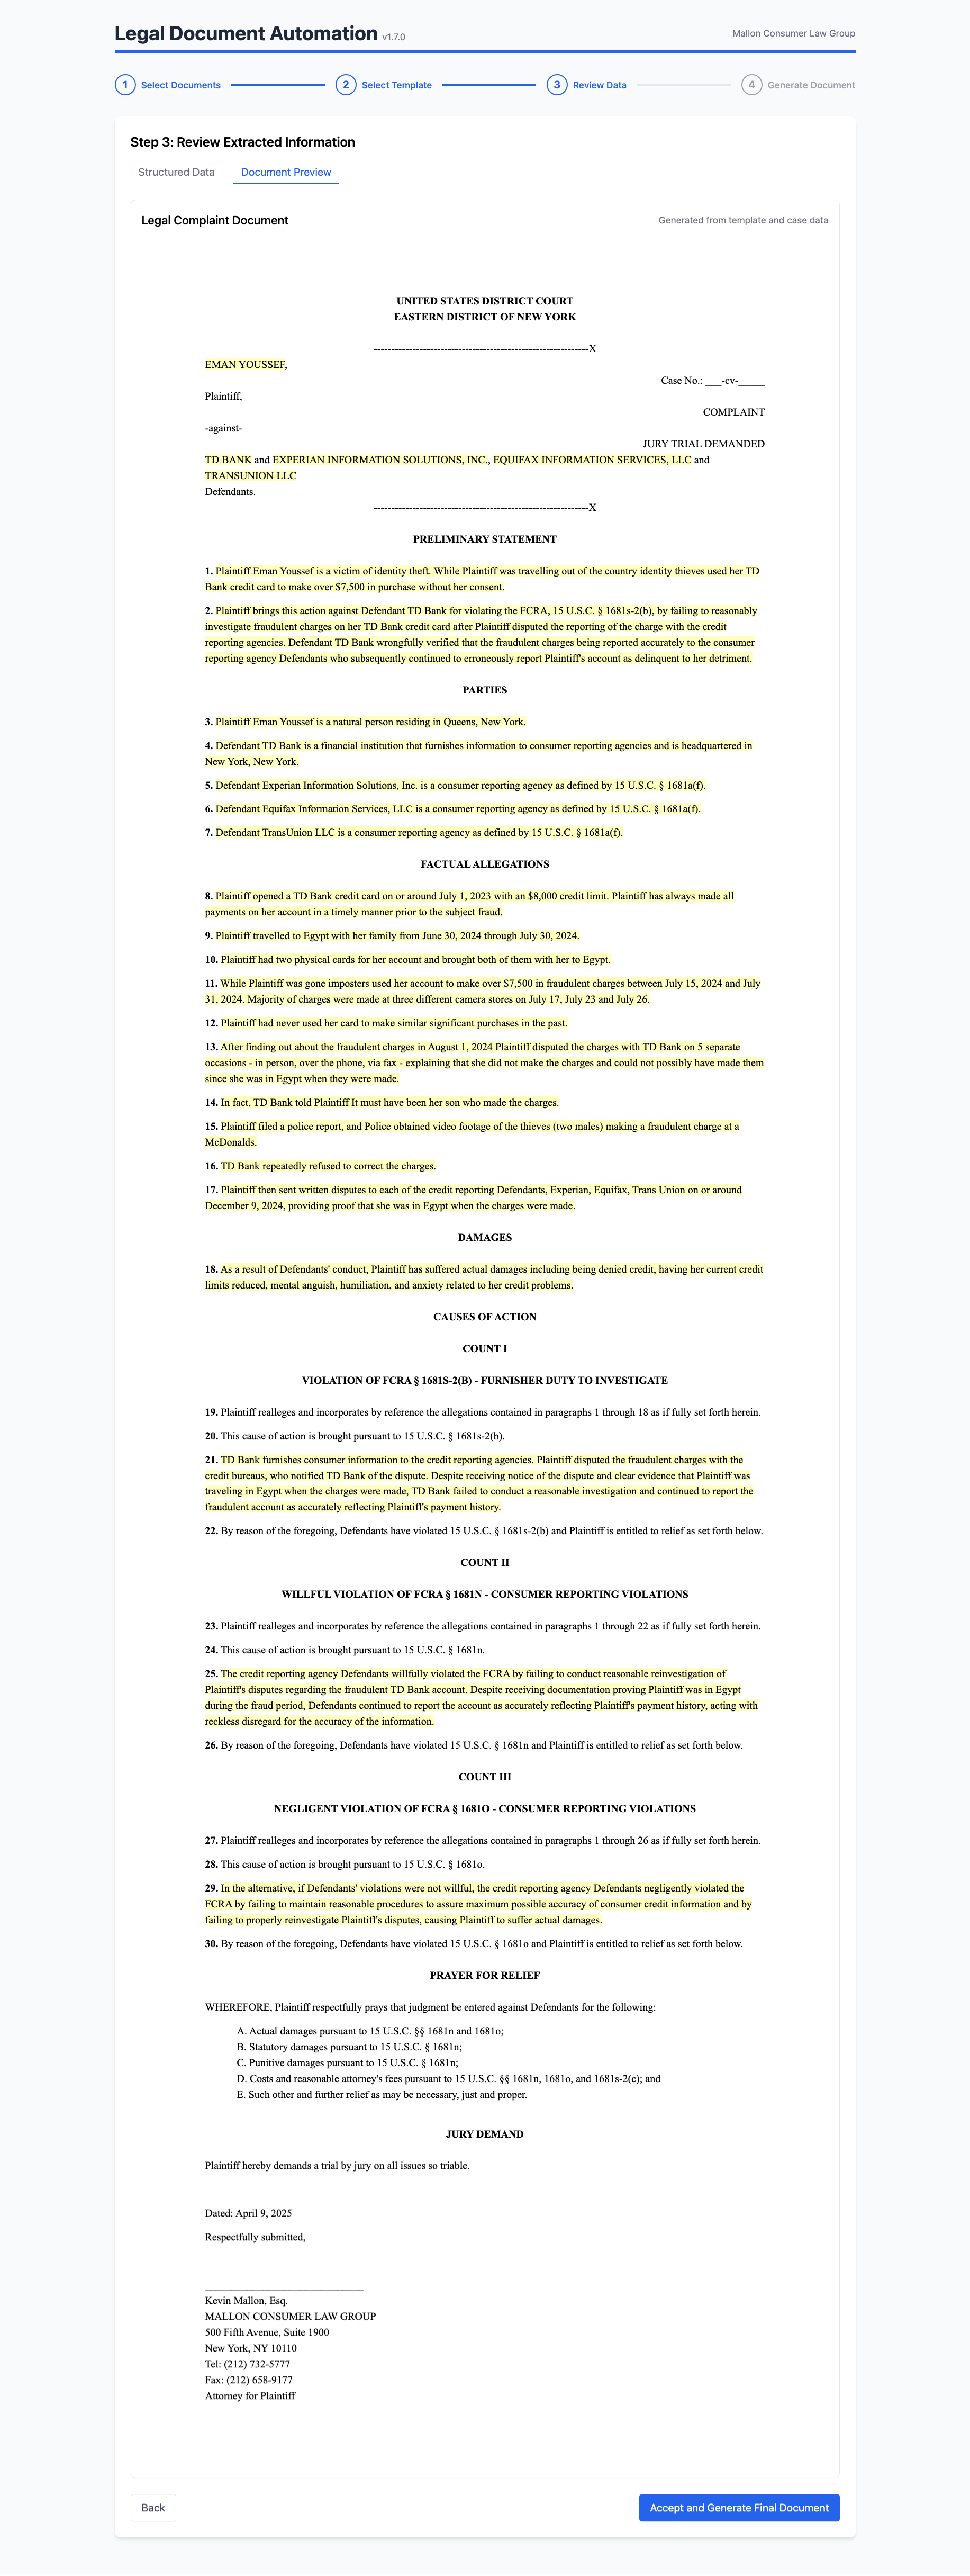 Legal Document Automation v1.7.0
Mallon Consumer Law Group
1 Select Documents
2 Select Template
3 Review Data
4 Generate Document
Step 3: Review Extracted Information
Structured Data
Document Preview
Legal Complaint Document
Generated from template and case data
UNITED STATES DISTRICT COURT
EASTERN DISTRICT OF NEW YORK
-------------------------------------------------------------X
EMAN YOUSSEF,
Case No.: ___-cv-_____
Plaintiff,
COMPLAINT
-against-
JURY TRIAL DEMANDED
TD BANK and EXPERIAN INFORMATION SOLUTIONS, INC., EQUIFAX INFORMATION SERVICES, LLC and
TRANSUNION LLC
Defendants.
-------------------------------------------------------------X
PRELIMINARY STATEMENT
1. Plaintiff Eman Youssef is a victim of identity theft. While Plaintiff was travelling out of the country identity thieves used her TD
Bank credit card to make over $7,500 in purchase without her consent.
2. Plaintiff brings this action against Defendant TD Bank for violating the FCRA, 15 U.S.C. § 1681s-2(b), by failing to reasonably
investigate fraudulent charges on her TD Bank credit card after Plaintiff disputed the reporting of the charge with the credit
reporting agencies. Defendant TD Bank wrongfully verified that the fraudulent charges being reported accurately to the consumer
reporting agency Defendants who subsequently continued to erroneously report Plaintiff's account as delinquent to her detriment.
PARTIES
3. Plaintiff Eman Youssef is a natural person residing in Queens, New York.
4. Defendant TD Bank is a financial institution that furnishes information to consumer reporting agencies and is headquartered in
New York, New York.
5. Defendant Experian Information Solutions, Inc. is a consumer reporting agency as defined by 15 U.S.C. § 1681a(f).
6. Defendant Equifax Information Services, LLC is a consumer reporting agency as defined by 15 U.S.C. § 1681a(f).
7. Defendant TransUnion LLC is a consumer reporting agency as defined by 15 U.S.C. § 1681a(f).
FACTUAL ALLEGATIONS
8. Plaintiff opened a TD Bank credit card on or around July 1, 2023 with an $8,000 credit limit. Plaintiff has always made all
payments on her account in a timely manner prior to the subject fraud.
9. Plaintiff travelled to Egypt with her family from June 30, 2024 through July 30, 2024.
10. Plaintiff had two physical cards for her account and brought both of them with her to Egypt.
11. While Plaintiff was gone imposters used her account to make over $7,500 in fraudulent charges between July 15, 2024 and July
31, 2024. Majority of charges were made at three different camera stores on July 17, July 23 and July 26.
12. Plaintiff had never used her card to make similar significant purchases in the past.
13. After finding out about the fraudulent charges in August 1, 2024 Plaintiff disputed the charges with TD Bank on 5 separate
occasions - in person, over the phone, via fax - explaining that she did not make the charges and could not possibly have made them
since she was in Egypt when they were made.
14. In fact, TD Bank told Plaintiff It must have been her son who made the charges.
15. Plaintiff filed a police report, and Police obtained video footage of the thieves (two males) making a fraudulent charge at a
McDonalds.
16. TD Bank repeatedly refused to correct the charges.
17. Plaintiff then sent written disputes to each of the credit reporting Defendants, Experian, Equifax, Trans Union on or around
December 9, 2024, providing proof that she was in Egypt when the charges were made.
DAMAGES
18. As a result of Defendants' conduct, Plaintiff has suffered actual damages including being denied credit, having her current credit
limits reduced, mental anguish, humiliation, and anxiety related to her credit problems.
CAUSES OF ACTION
COUNT I
VIOLATION OF FCRA § 1681S-2(B) - FURNISHER DUTY TO INVESTIGATE
19. Plaintiff realleges and incorporates by reference the allegations contained in paragraphs 1 through 18 as if fully set forth herein.
20. This cause of action is brought pursuant to 15 U.S.C. § 1681s-2(b).
21. TD Bank furnishes consumer information to the credit reporting agencies. Plaintiff disputed the fraudulent charges with the
credit bureaus, who notified TD Bank of the dispute. Despite receiving notice of the dispute and clear evidence that Plaintiff was
traveling in Egypt when the charges were made, TD Bank failed to conduct a reasonable investigation and continued to report the
fraudulent account as accurately reflecting Plaintiff's payment history.
22. By reason of the foregoing, Defendants have violated 15 U.S.C. § 1681s-2(b) and Plaintiff is entitled to relief as set forth below.
COUNT II
WILLFUL VIOLATION OF FCRA § 1681N - CONSUMER REPORTING VIOLATIONS
23. Plaintiff realleges and incorporates by reference the allegations contained in paragraphs 1 through 22 as if fully set forth herein.
24. This cause of action is brought pursuant to 15 U.S.C. § 1681n.
25. The credit reporting agency Defendants willfully violated the FCRA by failing to conduct reasonable reinvestigation of
Plaintiff's disputes regarding the fraudulent TD Bank account. Despite receiving documentation proving Plaintiff was in Egypt
during the fraud period, Defendants continued to report the account as accurately reflecting Plaintiff's payment history, acting with
reckless disregard for the accuracy of the information.
26. By reason of the foregoing, Defendants have violated 15 U.S.C. § 1681n and Plaintiff is entitled to relief as set forth below.
COUNT III
NEGLIGENT VIOLATION OF FCRA § 1681O - CONSUMER REPORTING VIOLATIONS
27. Plaintiff realleges and incorporates by reference the allegations contained in paragraphs 1 through 26 as if fully set forth herein.
28. This cause of action is brought pursuant to 15 U.S.C. § 1681o.
29. In the alternative, if Defendants' violations were not willful, the credit reporting agency Defendants negligently violated the
FCRA by failing to maintain reasonable procedures to assure maximum possible accuracy of consumer credit information and by
failing to properly reinvestigate Plaintiff's disputes, causing Plaintiff to suffer actual damages.
30. By reason of the foregoing, Defendants have violated 15 U.S.C. § 1681o and Plaintiff is entitled to relief as set forth below.
PRAYER FOR RELIEF
WHEREFORE, Plaintiff respectfully prays that judgment be entered against Defendants for the following:
A. Actual damages pursuant to 15 U.S.C. §§ 1681n and 1681o;
B. Statutory damages pursuant to 15 U.S.C. § 1681n;
C. Punitive damages pursuant to 15 U.S.C. § 1681n;
D. Costs and reasonable attorney's fees pursuant to 15 U.S.C. §§ 1681n, 1681o, and 1681s-2(c); and
E. Such other and further relief as may be necessary, just and proper.
JURY DEMAND
Plaintiff hereby demands a trial by jury on all issues so triable.
Dated: April 9, 2025
Respectfully submitted,
______________________________
Kevin Mallon, Esq.
MALLON CONSUMER LAW GROUP
500 Fifth Avenue, Suite 1900
New York, NY 10110
Tel: (212) 732-5777
Fax: (212) 658-9177
Attorney for Plaintiff
Back
Accept and Generate Final Document